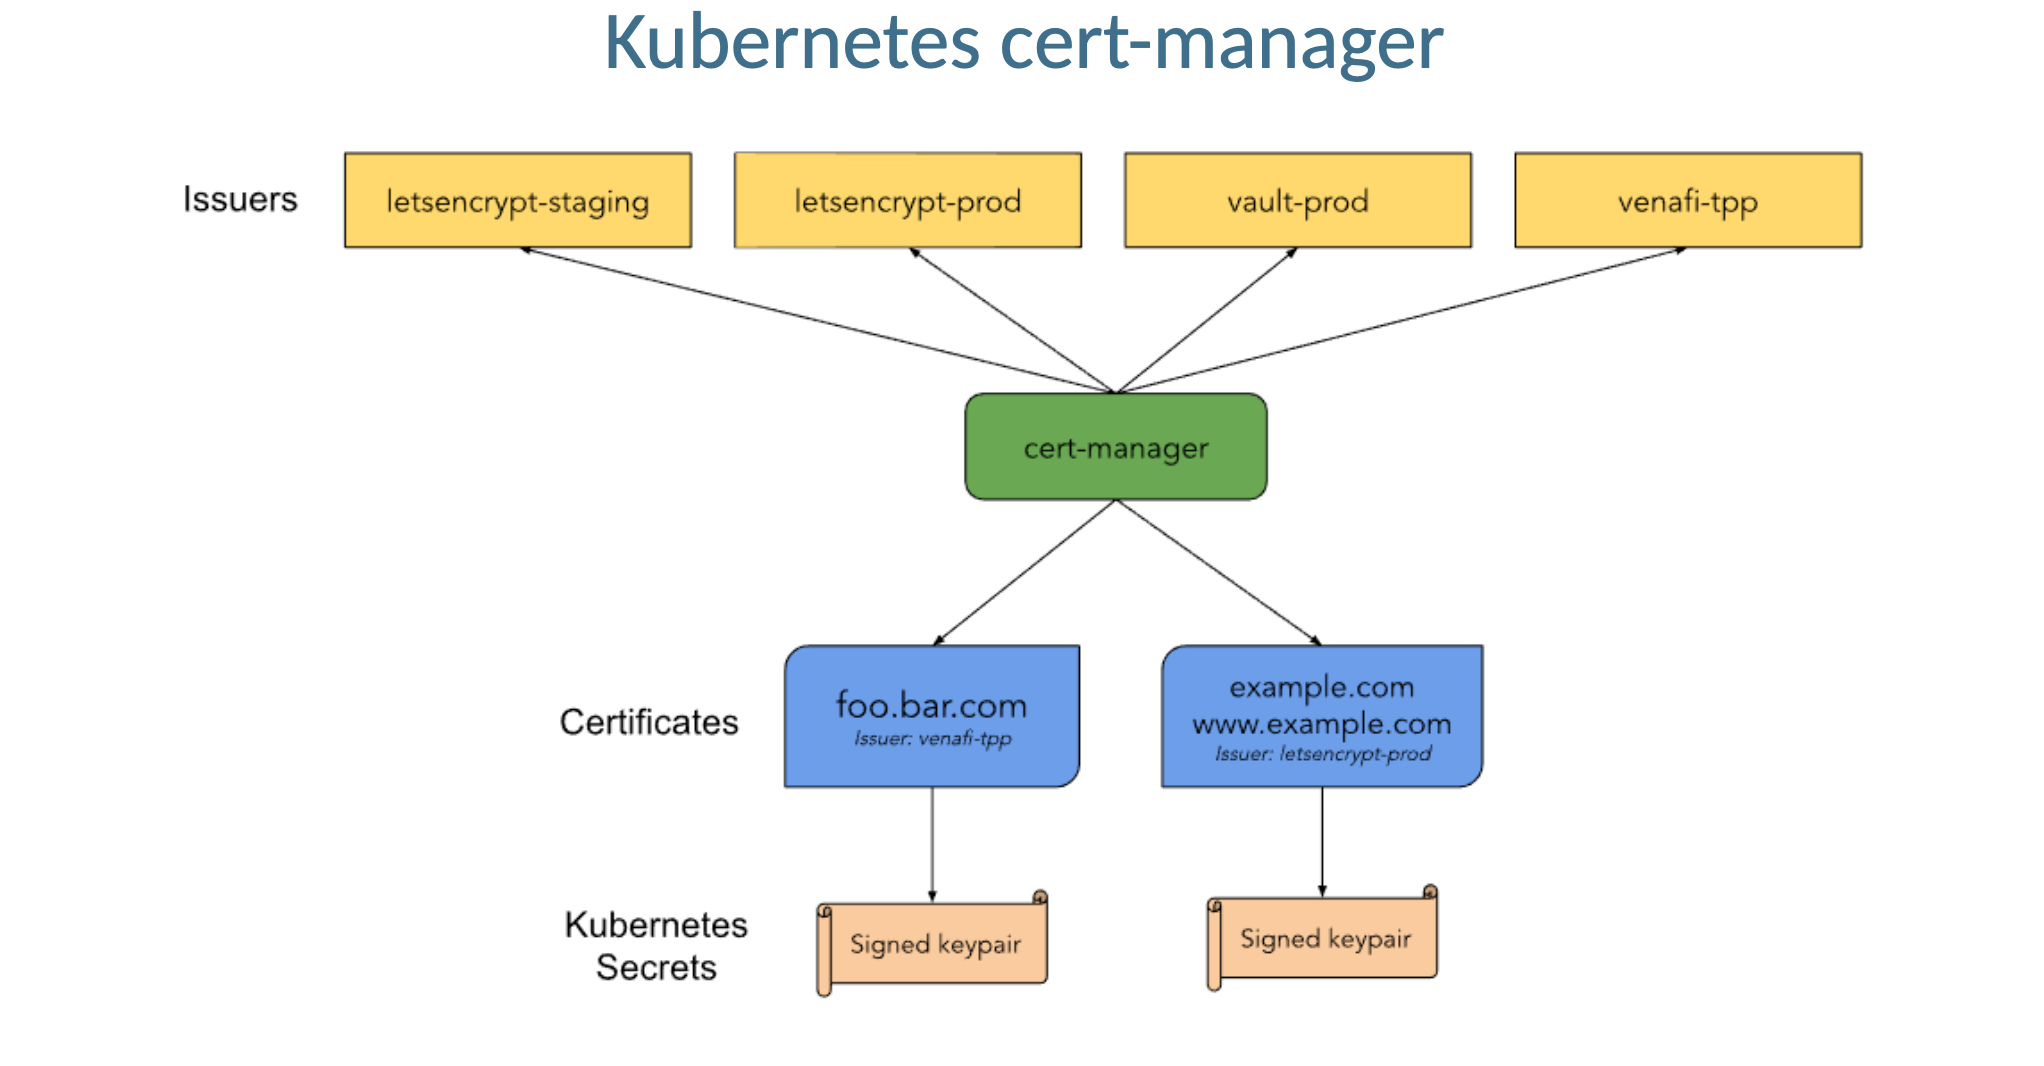 Kubernetes cert-manager
Issuers
letsencrypt-staging
letsencrypt-prod
vault-prod
venafi-tpp
cert-manager
Certificates
foo.bar.com
Issuer: venafi-tpp
example.com
www.example.com
Issuer: letsencrypt-prod
Kubernetes
Secrets
Signed keypair
Signed keypair